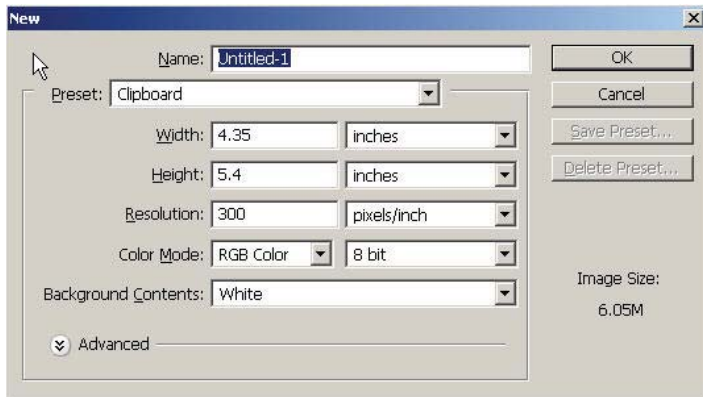 New
Name: Untitled-1
OK
Preset: Clipboard
Cancel
Width: 4.35 inches
Save Preset...
Height: 5.4 inches
Delete Preset...
Resolution: 300 pixels/inch
Color Mode: RGB Color 8 bit
Image Size:
Background Contents: White
6.05M
Advanced